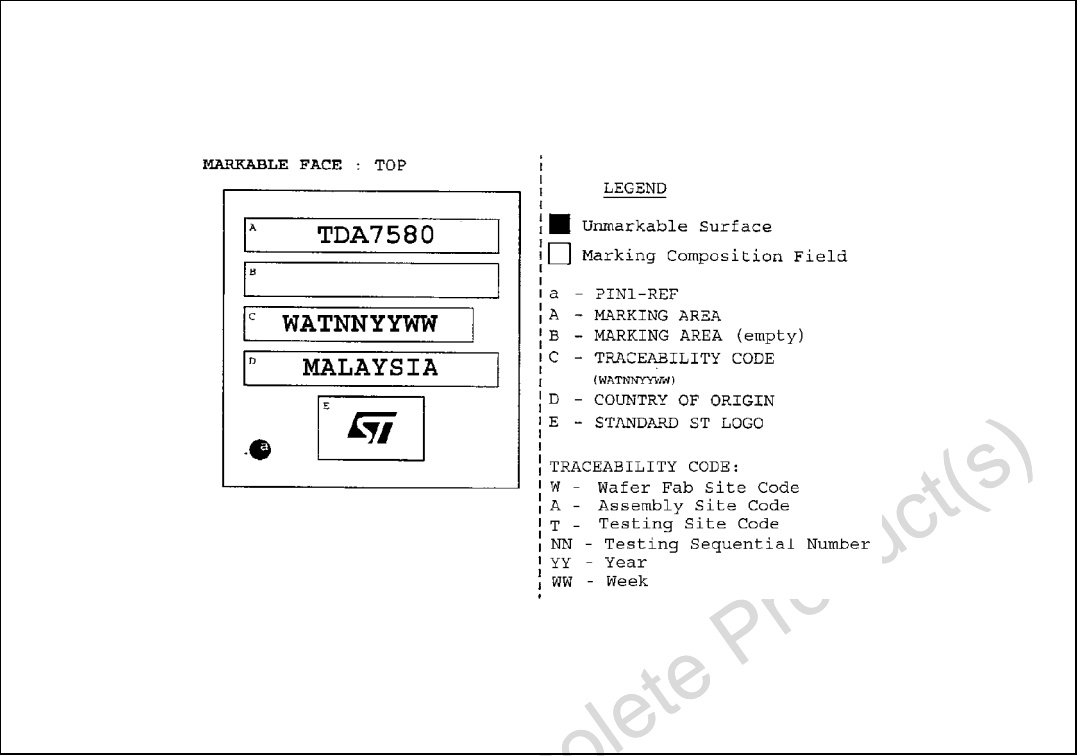 MARKABLE FACE : TOP
A
TDA7580
B
C
WATNNYYWW
D
MALAYSIA
E
ST
a
LEGEND
Unmarkable Surface
Marking Composition Field
a - PIN1-REF
A - MARKING AREA
B - MARKING AREA (empty)
C - TRACEABILITY CODE
(WATNNYYWW)
D - COUNTRY OF ORIGIN
E - STANDARD ST LOGO
TRACEABILITY CODE:
W - Wafer Fab Site Code
A - Assembly Site Code
T - Testing Site Code
NN - Testing Sequential Number
YY - Year
WW - Week